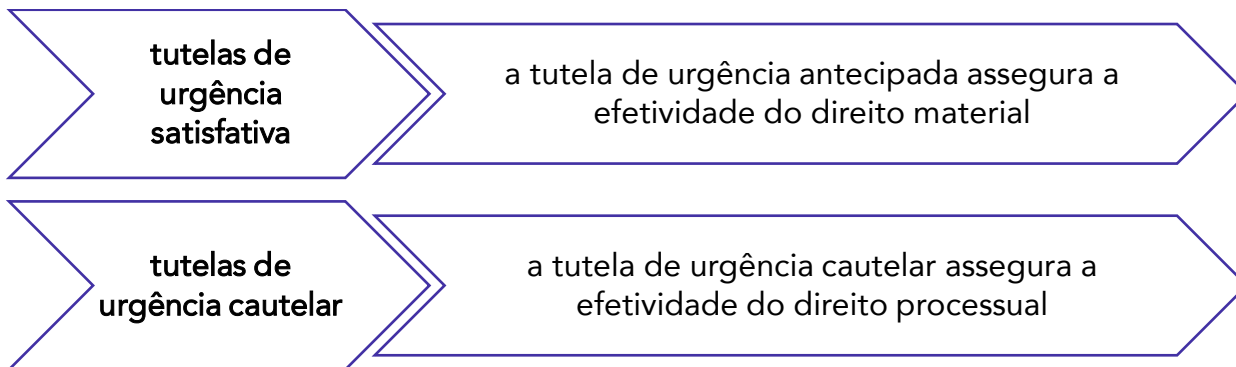 tutelas de
urgência
satisfativa
a tutela de urgência antecipada assegura a
efetividade do direito material
tutelas de
urgência cautelar
a tutela de urgência cautelar assegura a
efetividade do direito processual